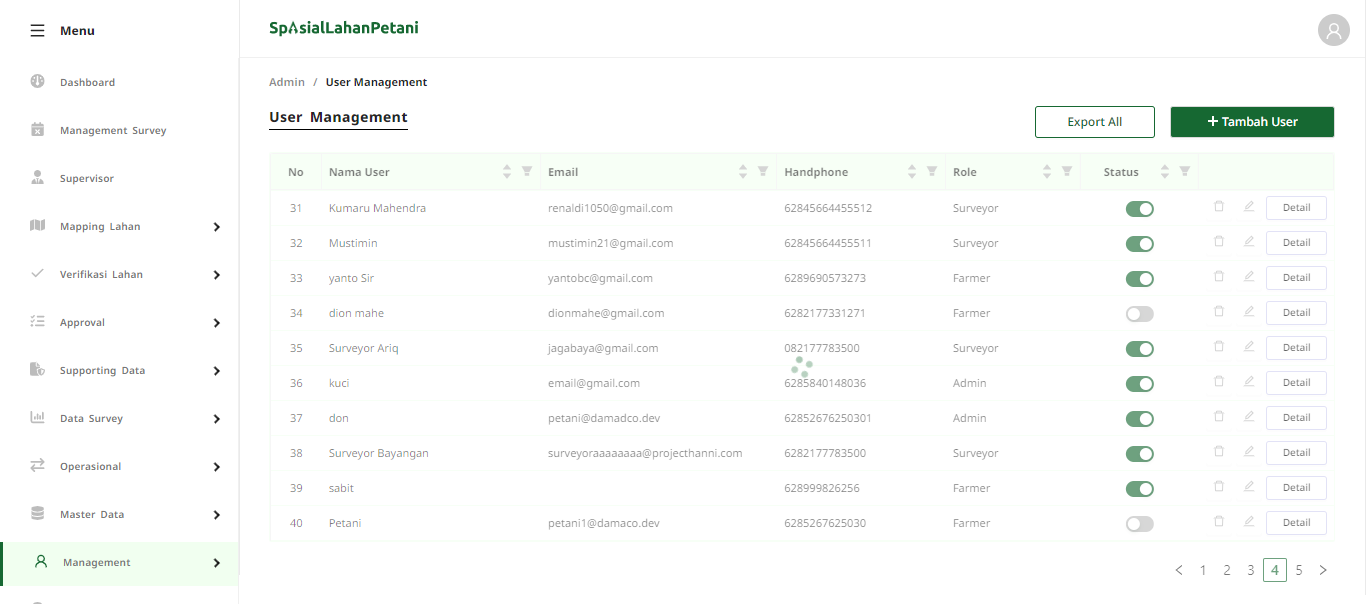 Menu
SpAsialLahanPetani
Dashboard
Management Survey
Supervisor
Mapping Lahan
Verifikasi Lahan
Approval
Supporting Data
Data Survey
Operasional
Master Data
Management
Admin / User Management
User Management
Export All
+ Tambah User
No Nama User Email Handphone Role Status
31 Kumaru Mahendra renaldi1050@gmail.com 62845664455512 Surveyor Detail
32 Mustimin mustimin21@gmail.com 62845664455511 Surveyor Detail
33 yanto Sir yantobc@gmail.com 6289690573273 Farmer Detail
34 dion mahe dionmahe@gmail.com 6282177331271 Farmer Detail
35 Surveyor Ariq jagabaya@gmail.com 082177783500 Surveyor Detail
36 kuci email@gmail.com 6285840148036 Admin Detail
37 don petani@damadco.dev 62852676250301 Admin Detail
38 Surveyor Bayangan surveyoraaaaaaaa@projecthanni.com 6282177783500 Surveyor Detail
39 sabit 628999826256 Farmer Detail
40 Petani petani1@damaco.dev 6285267625030 Farmer Detail
< 1 2 3 4 5 >